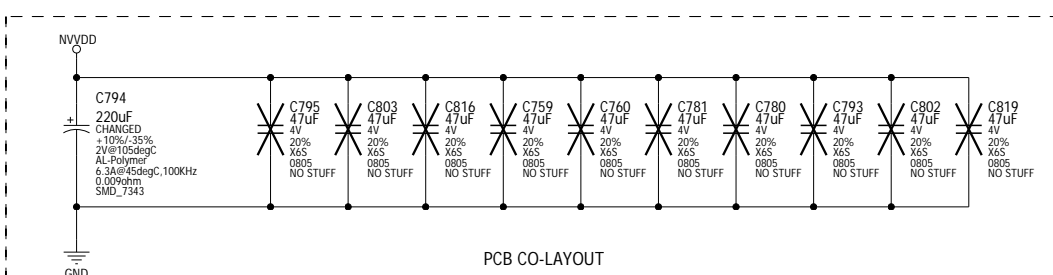 NVVDD
C794
220uF
CHANGED
+10%/-35%
2V@105degC
AL-Polymer
6.3A@45degC,100KHz
0.009ohm
SMD_7343
C795
47uF
4V
20%
X6S
0805
NO STUFF
C803
47uF
4V
20%
X6S
0805
NO STUFF
C816
47uF
4V
20%
X6S
0805
NO STUFF
C759
47uF
4V
20%
X6S
0805
NO STUFF
C760
47uF
4V
20%
X6S
0805
NO STUFF
C781
47uF
4V
20%
X6S
0805
NO STUFF
C780
47uF
4V
20%
X6S
0805
NO STUFF
C793
47uF
4V
20%
X6S
0805
NO STUFF
C802
47uF
4V
20%
X6S
0805
NO STUFF
C819
47uF
4V
20%
X6S
0805
NO STUFF
GND
PCB CO-LAYOUT